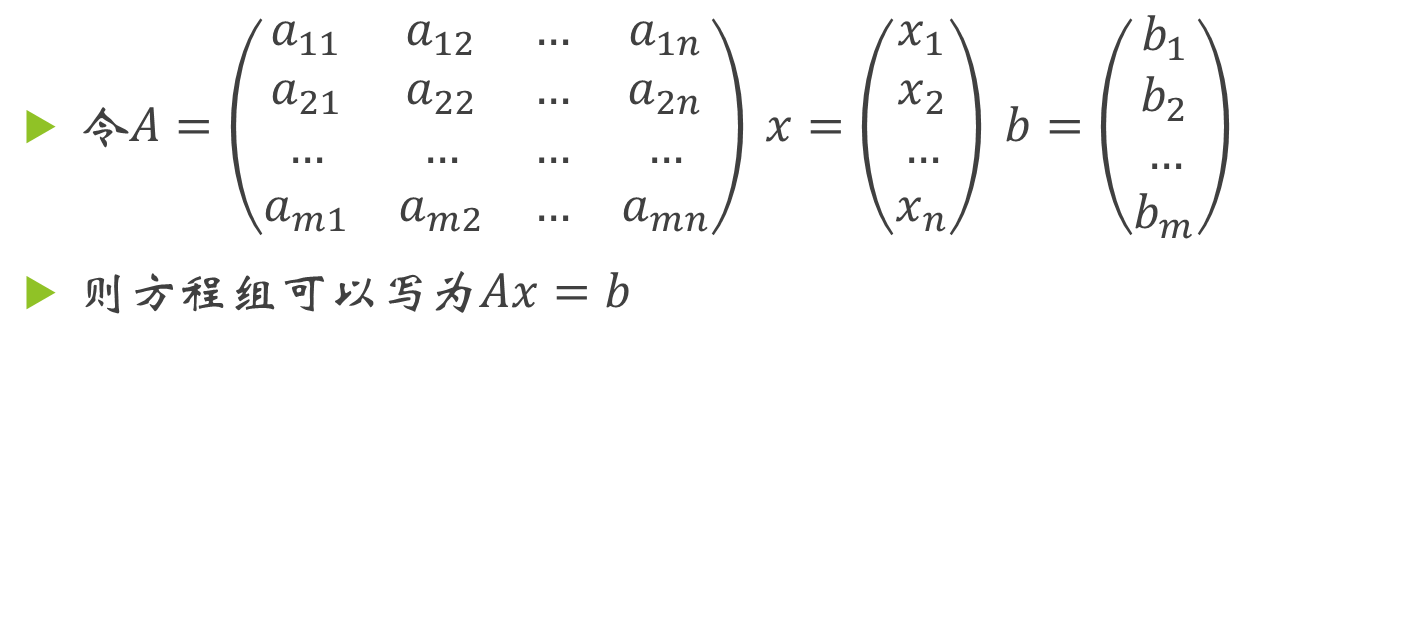 令A = (a₁₁ a₁₂ … a₁ₙ
a₂₁ a₂₂ … a₂ₙ
… … … …
aₘ₁ aₘ₂ … aₘₙ) x = (x₁
x₂
…
xₙ) b = (b₁
b₂
…
bₘ)
则方程组可以写为Ax = b